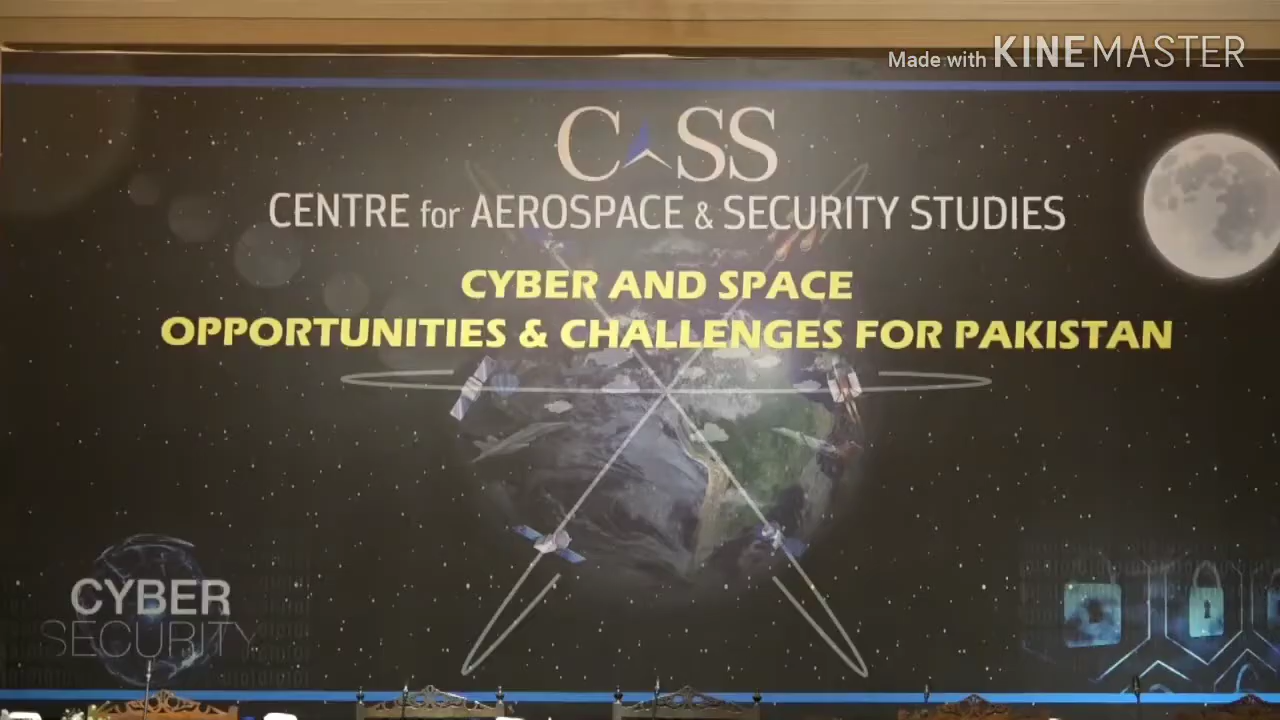 Made with KINEMASTER
CASS
CENTRE for AEROSPACE & SECURITY STUDIES
CYBER AND SPACE
OPPORTUNITIES & CHALLENGES FOR PAKISTAN
CYBER
SECURITY